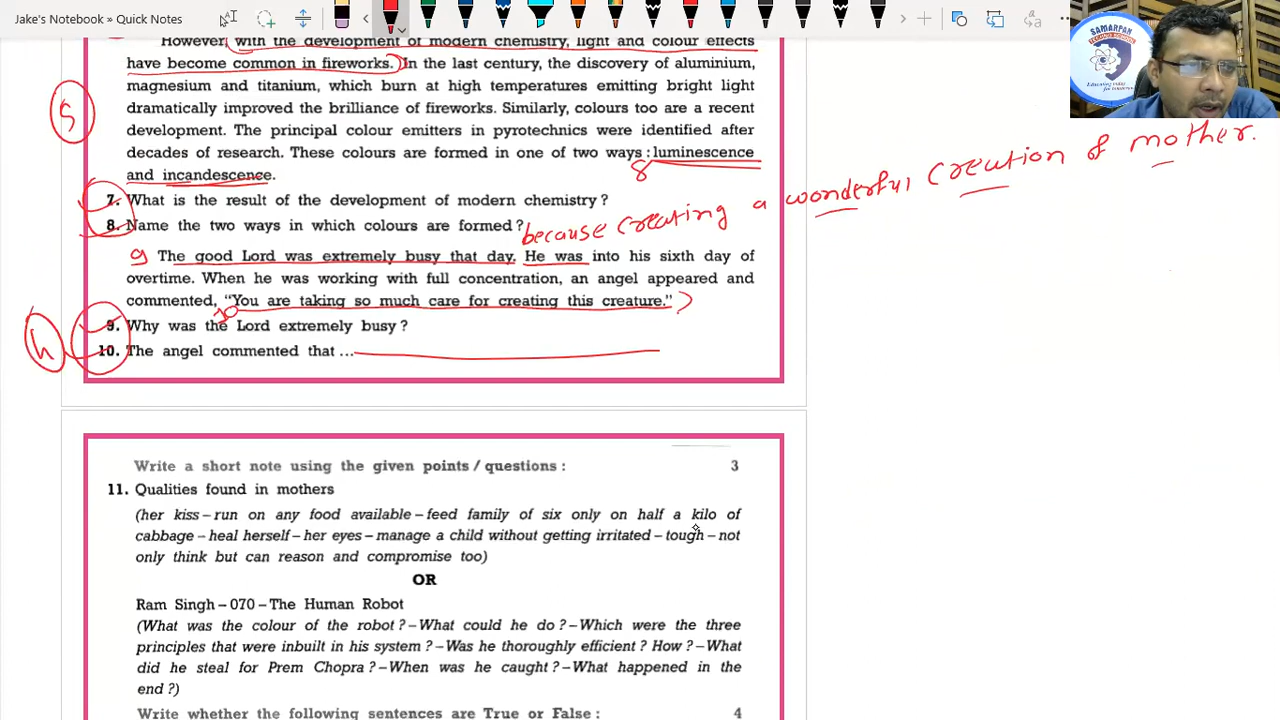 Jake's Notebook » Quick Notes
SAMARPAN
However, with the development of modern chemistry, light and colour effects
have become common in fireworks. In the last century, the discovery of aluminium,
magnesium and titanium, which burn at high temperatures emitting bright light
dramatically improved the brilliance of fireworks. Similarly, colours too are a recent
5
development. The principal colour emitters in pyrotechnics were identified after
decades of research. These colours are formed in one of two ways : luminescence
and incandescence.
8
7. What is the result of the development of modern chemistry ?
8. Name the two ways in which colours are formed ?
because creating a wonderful creation of mother.
9 The good Lord was extremely busy that day. He was into his sixth day of
overtime. When he was working with full concentration, an angel appeared and
commented, "You are taking so much care for creating this creature."
10
9. Why was the Lord extremely busy ?
10. The angel commented that ...
Write a short note using the given points / questions : 3
11. Qualities found in mothers
(her kiss – run on any food available – feed family of six only on half a kilo of
cabbage – heal herself – her eyes – manage a child without getting irritated – tough – not
only think but can reason and compromise too)
OR
Ram Singh – 070 – The Human Robot
(What was the colour of the robot ? – What could he do ? – Which were the three
principles that were inbuilt in his system ? – Was he thoroughly efficient ? How ? – What
did he steal for Prem Chopra ? – When was he caught ? – What happened in the
end ?)
Write whether the following sentences are True or False : 4